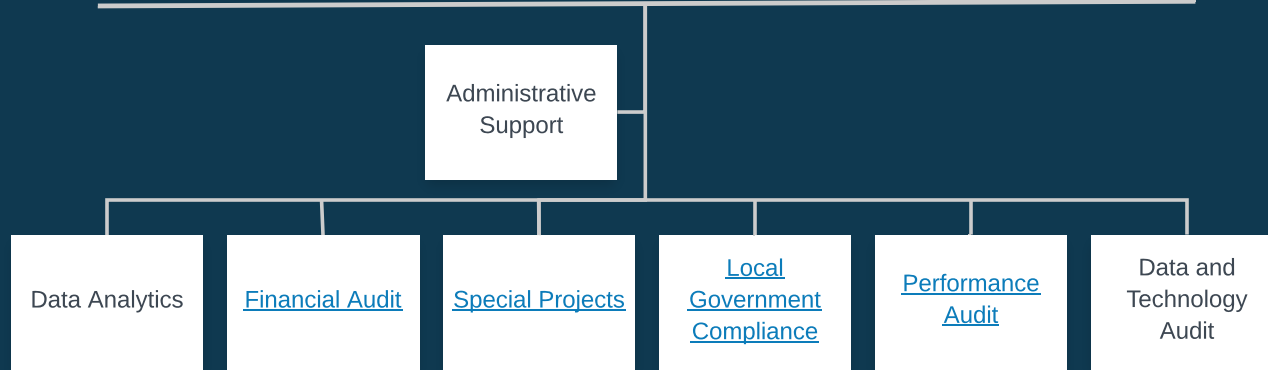 Administrative
Support
Data Analytics
Financial Audit
Special Projects
Local
Government
Compliance
Performance
Audit
Data and
Technology
Audit